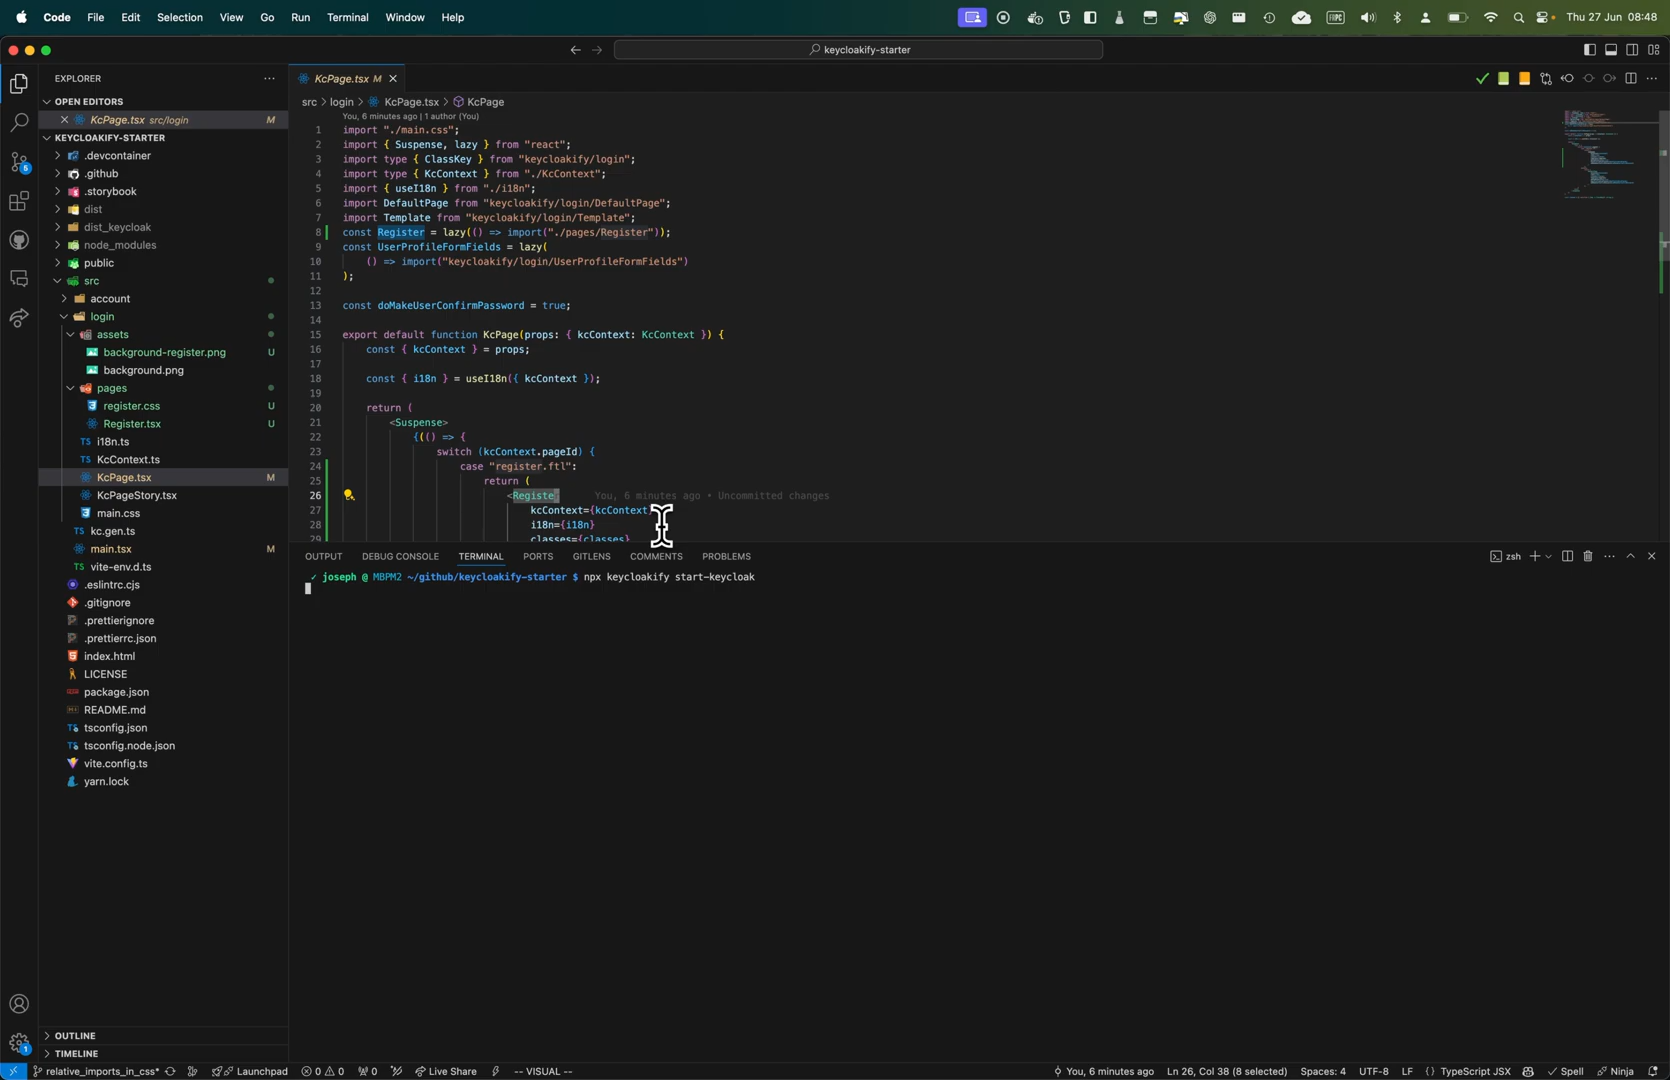 Code File Edit Selection View Go Run Terminal Window Help
Thu 27 Jun 08:48
keycloakify-starter
EXPLORER
OPEN EDITORS
KcPage.tsx src/login M
KEYCLOAKIFY-STARTER
.devcontainer
.github
.storybook
dist
dist_keycloak
node_modules
public
src
account
login
assets
background-register.png U
background.png
pages
register.css U
Register.tsx U
TS i18n.ts
TS KcContext.ts
KcPage.tsx M
KcPageStory.tsx
main.css
TS kc.gen.ts
main.tsx M
TS vite-env.d.ts
.eslintrc.cjs
.gitignore
.prettierignore
.prettierrc.json
index.html
LICENSE
package.json
README.md
tsconfig.json
tsconfig.node.json
vite.config.ts
yarn.lock
OUTLINE
TIMELINE
KcPage.tsx M
src > login > KcPage.tsx > KcPage
You, 6 minutes ago | 1 author (You)
1 import "./main.css";
2 import { Suspense, lazy } from "react";
3 import type { ClassKey } from "keycloakify/login";
4 import type { KcContext } from "./KcContext";
5 import { useI18n } from "./i18n";
6 import DefaultPage from "keycloakify/login/DefaultPage";
7 import Template from "keycloakify/login/Template";
8 const Register = lazy(() => import("./pages/Register"));
9 const UserProfileFormFields = lazy(
10 () => import("keycloakify/login/UserProfileFormFields")
11 );
12
13 const doMakeUserConfirmPassword = true;
14
15 export default function KcPage(props: { kcContext: KcContext }) {
16 const { kcContext } = props;
17
18 const { i18n } = useI18n({ kcContext });
19
20 return (
21 <Suspense>
22 {(() => {
23 switch (kcContext.pageId) {
24 case "register.ftl":
25 return (
26 <Registe You, 6 minutes ago • Uncommitted changes
27 kcContext={kcContext
28 i18n={i18n}
29 classes={classes}
OUTPUT DEBUG CONSOLE TERMINAL PORTS GITLENS COMMENTS PROBLEMS
zsh
✓ joseph @ MBPM2 ~/github/keycloakify-starter $ npx keycloakify start-keycloak
5
1
relative_imports_in_css* Launchpad 0 0 0 Live Share -- VISUAL -- You, 6 minutes ago Ln 26, Col 38 (8 selected) Spaces: 4 UTF-8 LF {} TypeScript JSX Spell Ninja